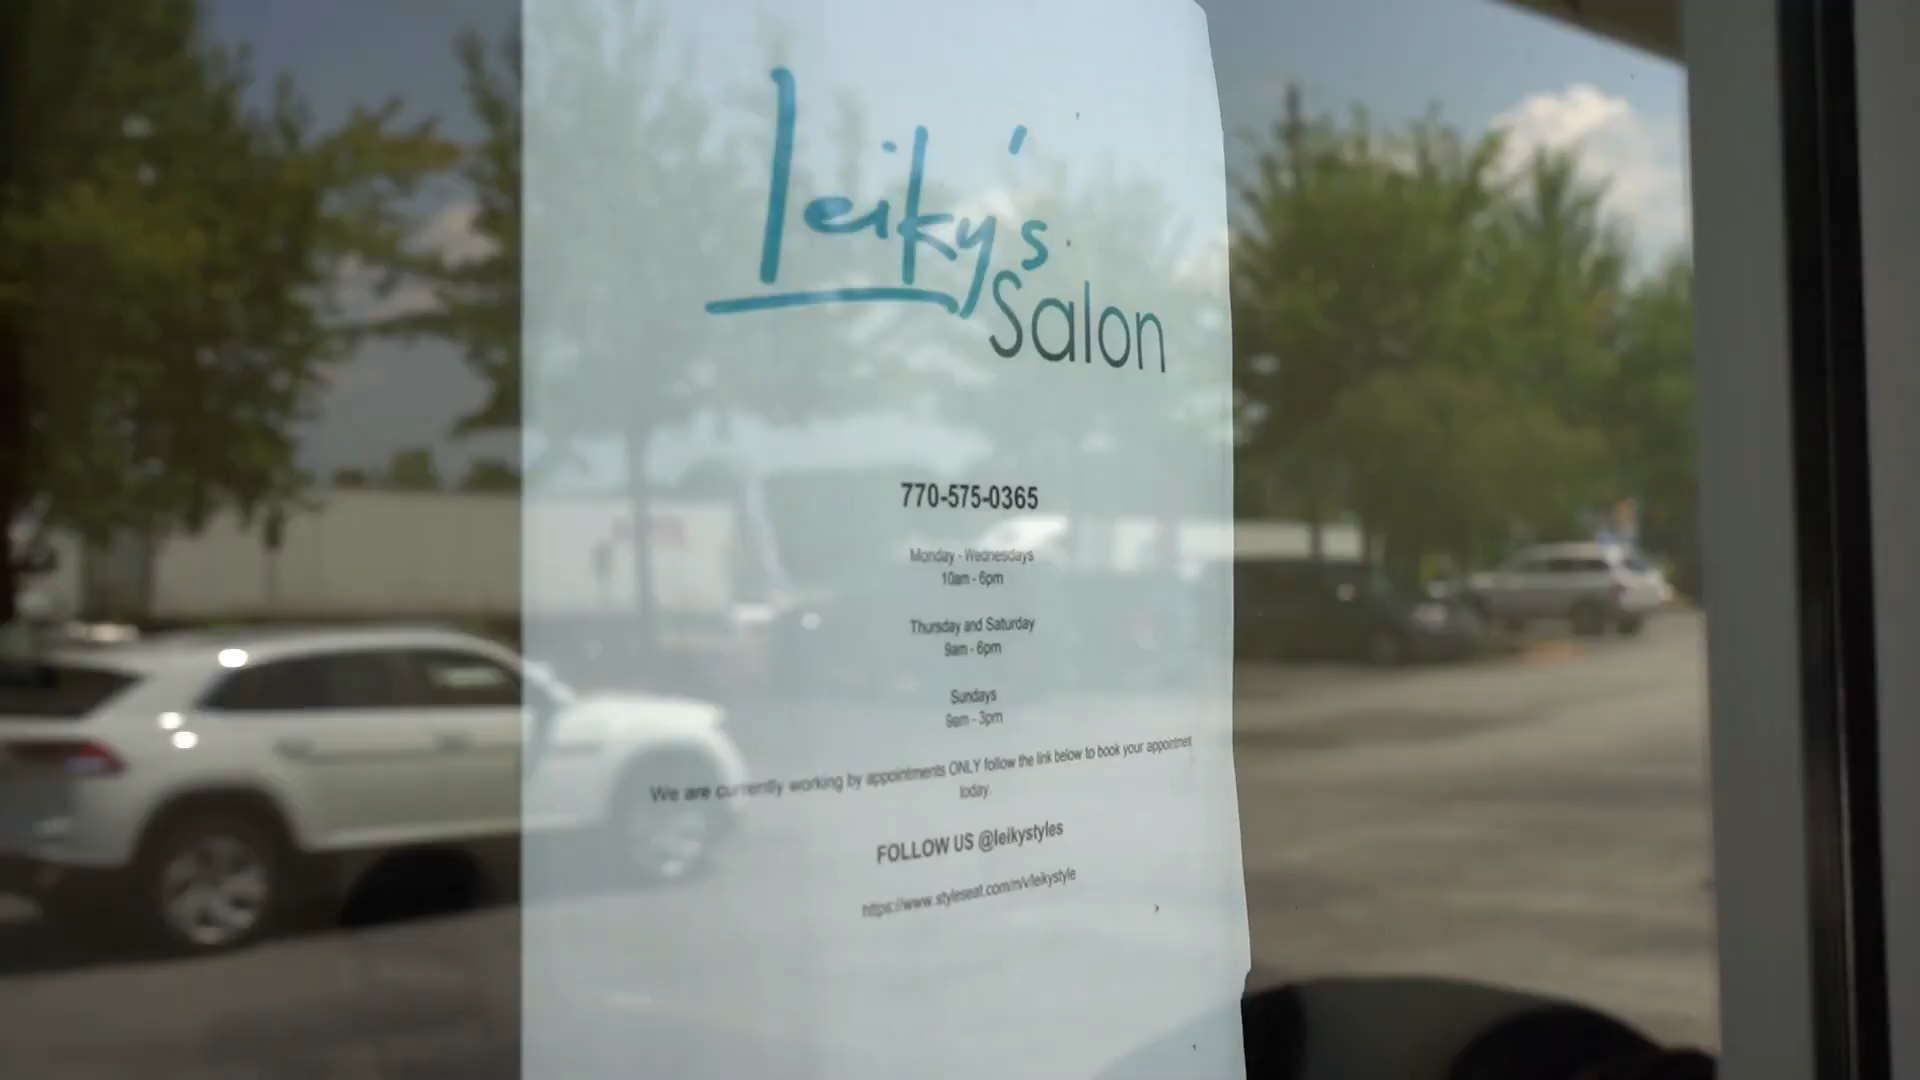 Leiky's
Salon
770-575-0365
Monday - Wednesdays
10am - 6pm
Thursday and Saturday
9am - 6pm
Sundays
9am - 3pm
We are currently working by appointments ONLY follow the link below to book your appointmet
today.
FOLLOW US @leikystyles
https://www.styleseat.com/m/v/leikystyle